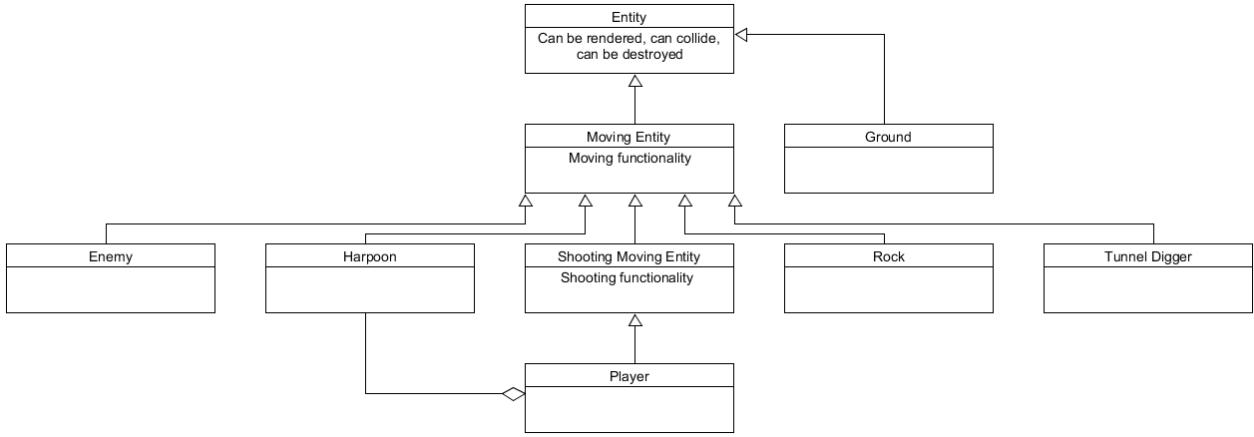 Entity
Can be rendered, can collide,
can be destroyed
Moving Entity
Moving functionality
Ground
Enemy
Harpoon
Shooting Moving Entity
Shooting functionality
Rock
Tunnel Digger
Player